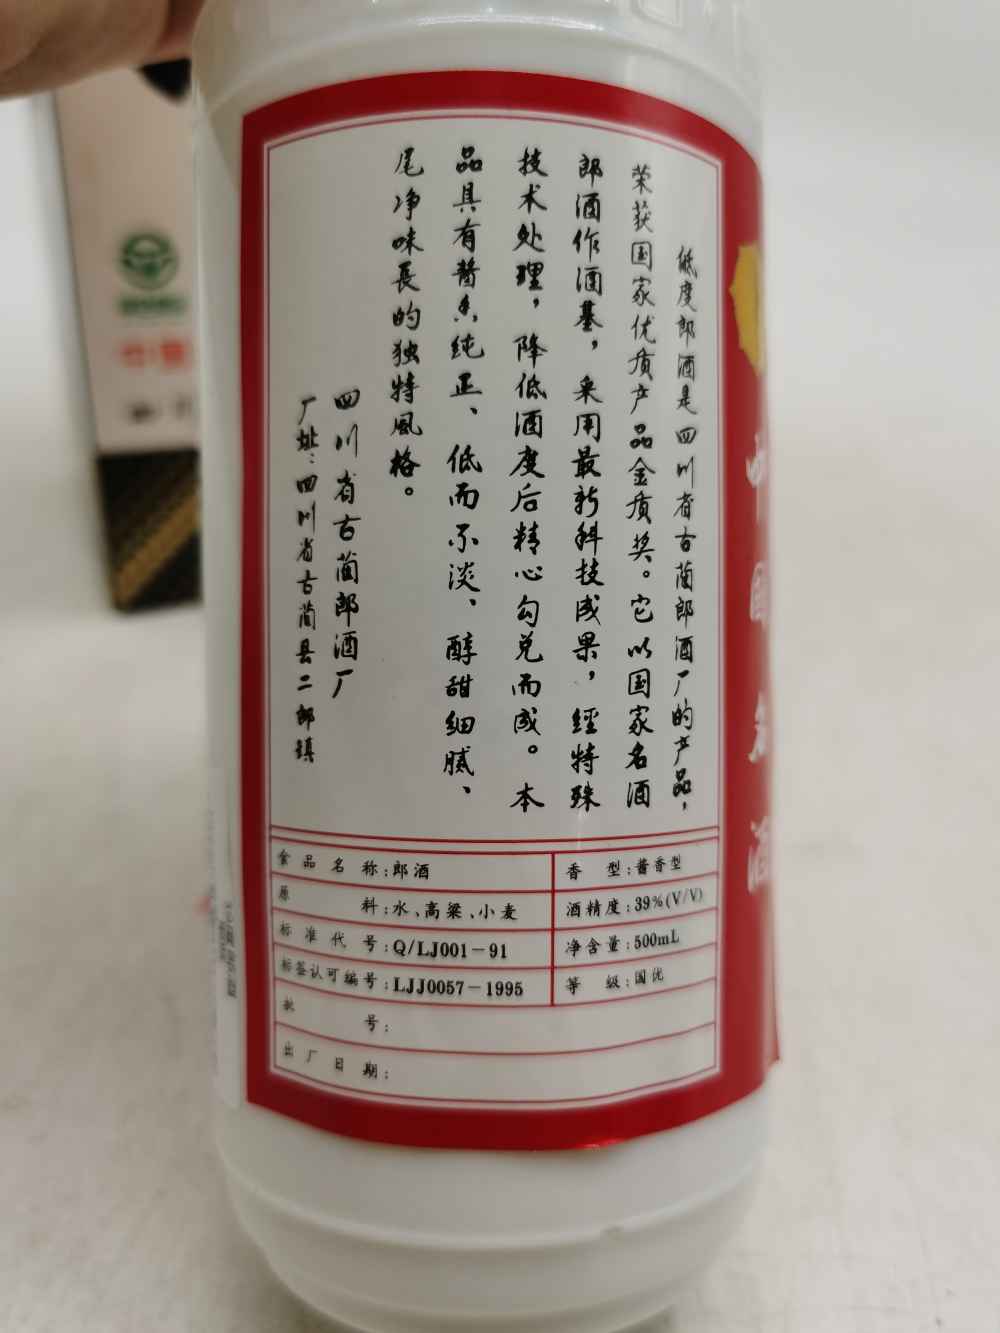 低度郎酒是四川省古蔺郎酒厂的产品，
荣获国家优质产品金质奖。它以国家名酒
郎酒作酒基，采用最新科技成果，经特殊
技术处理，降低酒度后精心勾兑而成。本
品具有酱香纯正、低而不淡、醇甜细腻、
尾净味長的独特風格。
四川省古蔺郎酒厂
厂址：四川省古蔺县二郎镇
食品名称：郎酒
香型：酱香型
原料：水、高粱、小麦
酒精度：39%(V/V)
标准代号：Q/LJ001－91
净含量：500mL
标签认可编号：LJJ0057－1995
等级：国优
批号：
出厂日期：
中国名酒